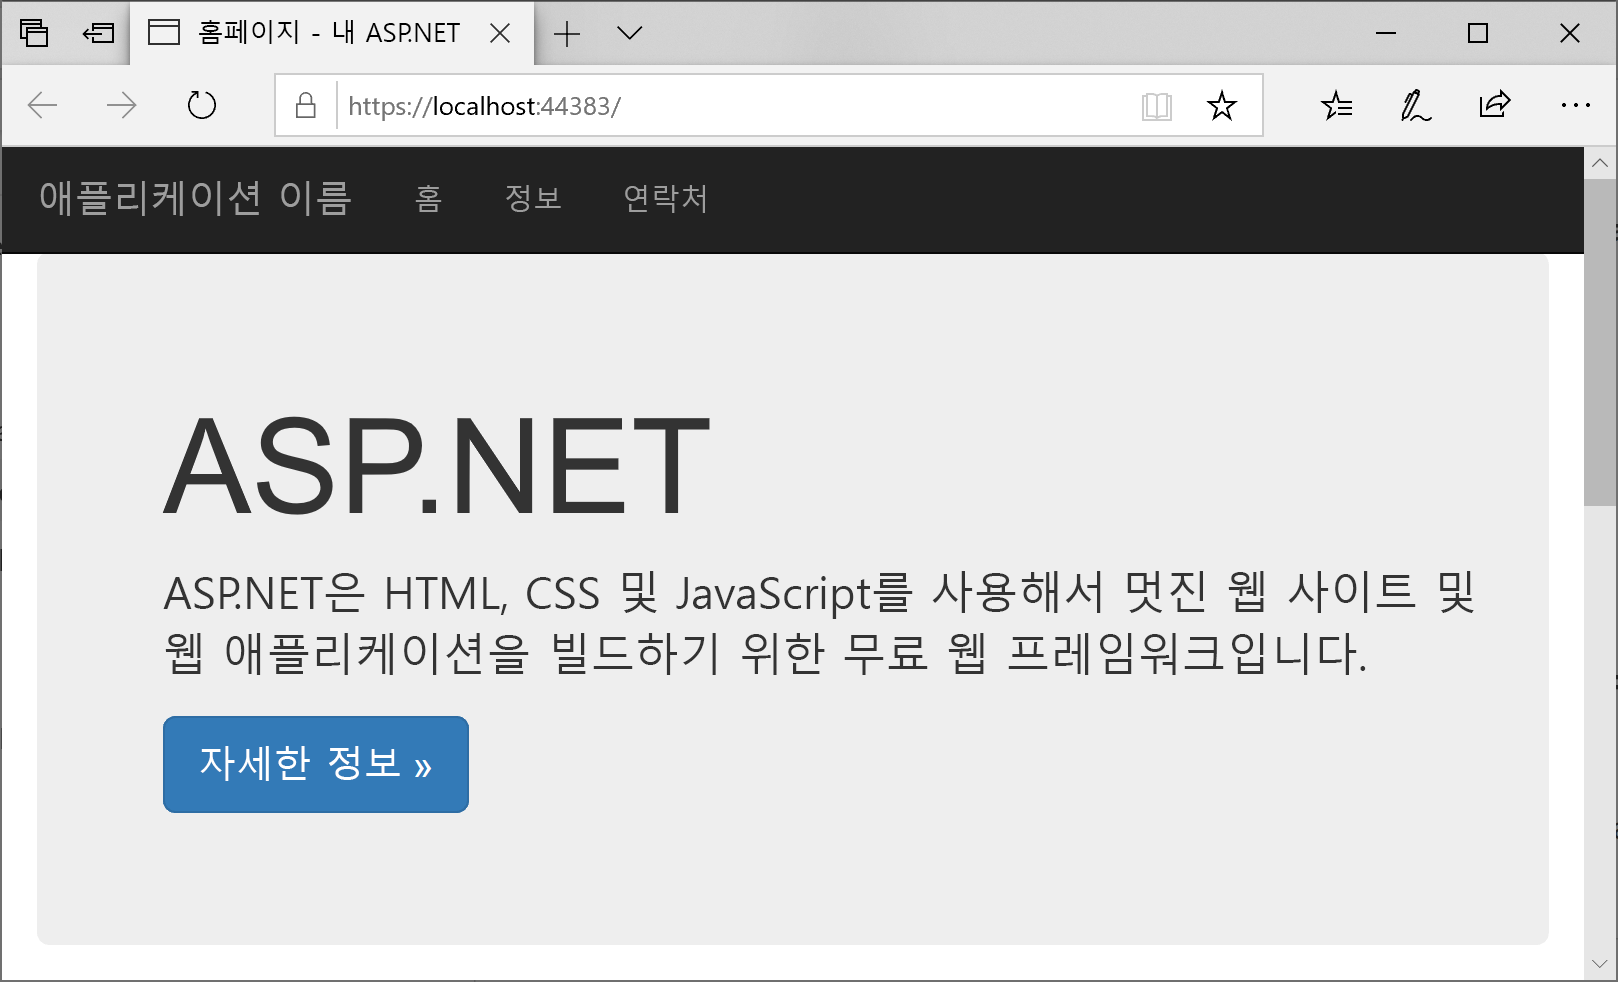 홈페이지 - 내 ASP.NET
https://localhost:44383/
애플리케이션 이름 홈 정보 연락처
ASP.NET
ASP.NET은 HTML, CSS 및 JavaScript를 사용해서 멋진 웹 사이트 및
웹 애플리케이션을 빌드하기 위한 무료 웹 프레임워크입니다.
자세한 정보 »